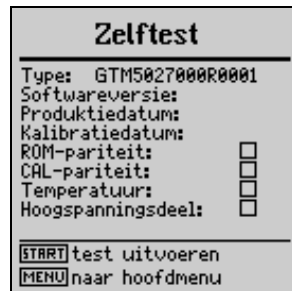 Zelftest
Type: GTM5027000R0001
Softwareversie:
Produktiedatum:
Kalibratiedatum:
ROM-pariteit:
CAL-pariteit:
Temperatuur:
Hoogspanningsdeel:
START test uitvoeren
MENU naar hoofdmenu